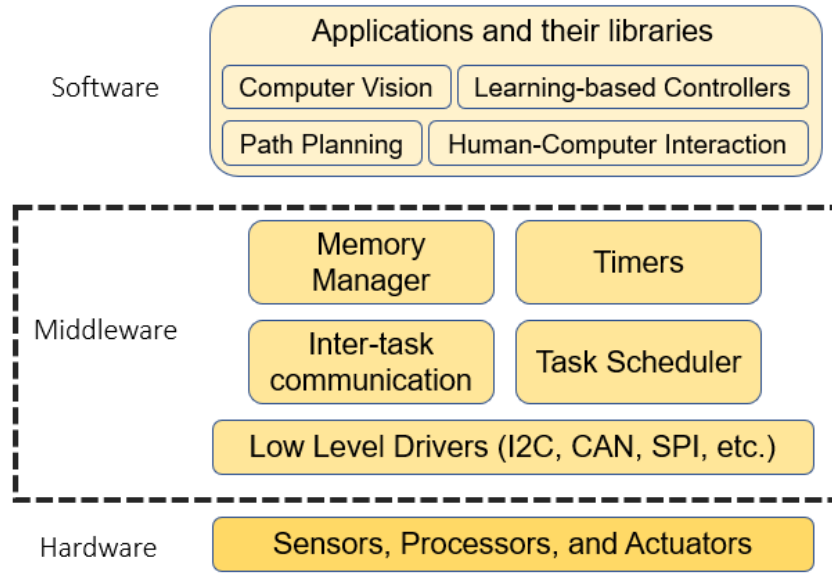 Software
Applications and their libraries
Computer Vision
Learning-based Controllers
Path Planning
Human-Computer Interaction
Middleware
Memory
Manager
Timers
Inter-task
communication
Task Scheduler
Low Level Drivers (I2C, CAN, SPI, etc.)
Hardware
Sensors, Processors, and Actuators